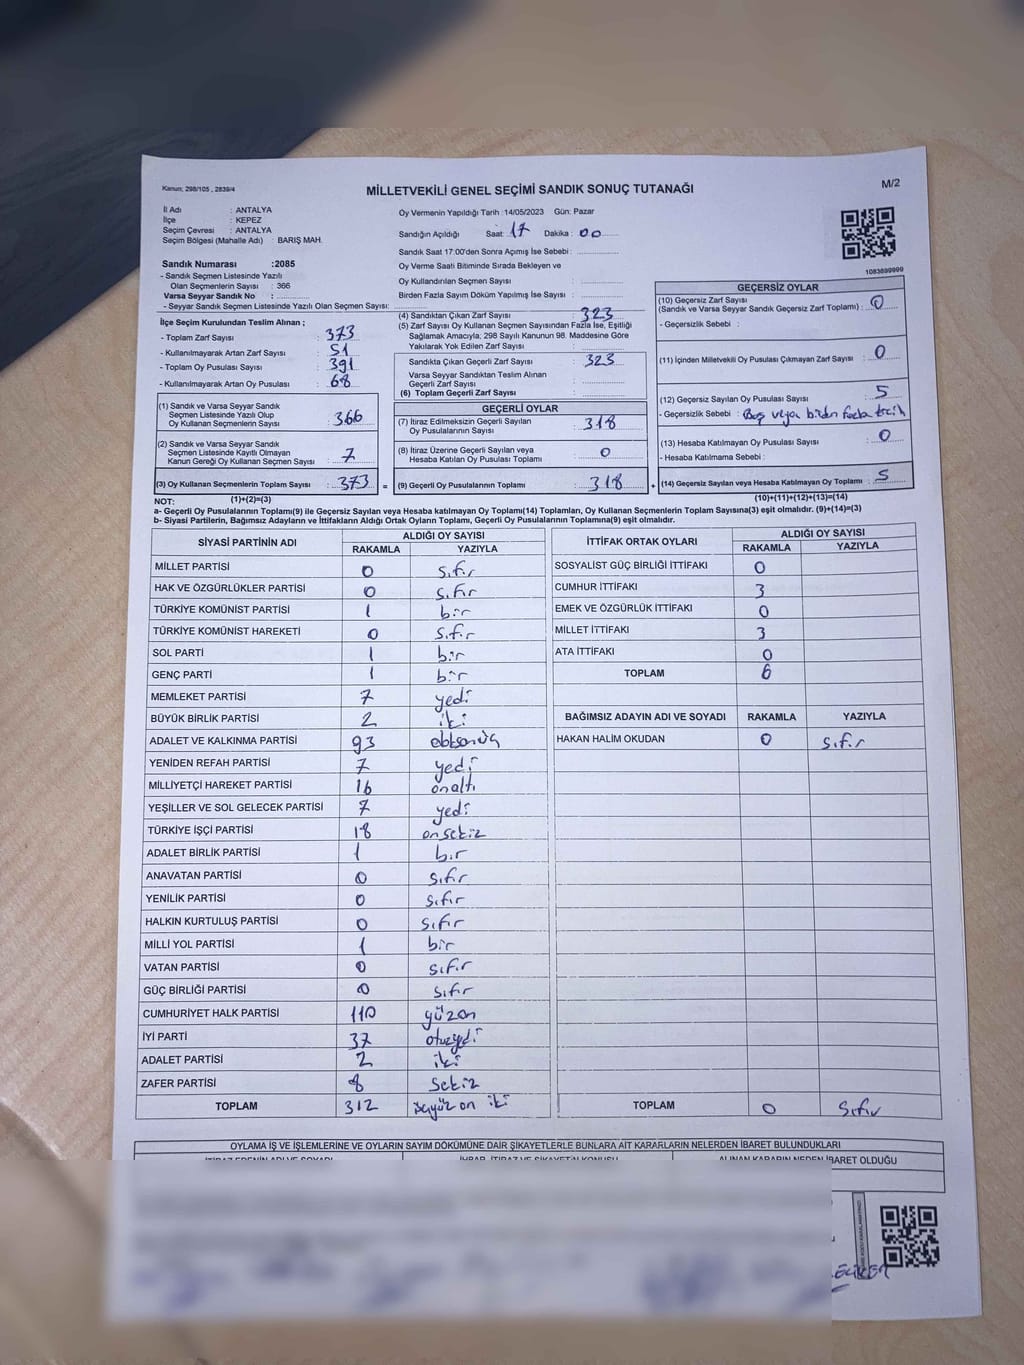 Kanun; 298/105 , 2839/4
MİLLETVEKİLİ GENEL SEÇİMİ SANDIK SONUÇ TUTANAĞI
M/2
İl Adı : ANTALYA
İlçe : KEPEZ
Seçim Çevresi : ANTALYA
Seçim Bölgesi (Mahalle Adı) : BARIŞ MAH.
Sandık Numarası :2085
- Sandık Seçmen Listesinde Yazılı
Olan Seçmenlerin Sayısı : 366
Varsa Seyyar Sandık No :
- Seyyar Sandık Seçmen Listesinde Yazılı Olan Seçmen Sayısı:
Oy Vermenin Yapıldığı Tarih :14/05/2023 Gün: Pazar
Sandığın Açıldığı Saat: 17 Dakika : 00
Sandık Saat 17:00'den Sonra Açımış İse Sebebi :
Oy Verme Saati Bitiminde Sırada Bekleyen ve
Oy Kullandırılan Seçmen Sayısı :
Birden Fazla Sayım Döküm Yapılmış İse Sayısı :
1083699999
İlçe Seçim Kurulundan Teslim Alınan ;
- Toplam Zarf Sayısı : 373
- Kullanılmayarak Artan Zarf Sayısı : 51
- Toplam Oy Pusulası Sayısı : 391
- Kullanılmayarak Artan Oy Pusulası : 68
(4) Sandıktan Çıkan Zarf Sayısı : 323
(5) Zarf Sayısı Oy Kullanan Seçmen Sayısından Fazla İse, Eşitliği
Sağlamak Amacıyla; 298 Sayılı Kanunun 98. Maddesine Göre
Yakılarak Yok Edilen Zarf Sayısı :
Sandıkta Çıkan Geçerli Zarf Sayısı : 323
Varsa Seyyar Sandıktan Teslim Alınan
Geçerli Zarf Sayısı :
(6) Toplam Geçerli Zarf Sayısı :
GEÇERSİZ OYLAR
(10) Geçersiz Zarf Sayısı
(Sandık ve Varsa Seyyar Sandık Geçersiz Zarf Toplamı) : 0
- Geçersizlik Sebebi :
(11) İçinden Milletvekili Oy Pusulası Çıkmayan Zarf Sayısı : 0
(12) Geçersiz Sayılan Oy Pusulası Sayısı : 5
- Geçersizlik Sebebi : Boş veya birden fazla tercih
(13) Hesaba Katılmayan Oy Pusulası Sayısı : 0
- Hesaba Katılmama Sebebi :
(14) Geçersiz Sayılan veya Hesaba Katılmayan Oy Toplamı : 5
(1) Sandık ve Varsa Seyyar Sandık
Seçmen Listesinde Yazılı Olup
Oy Kullanan Seçmenlerin Sayısı : 366
(2) Sandık ve Varsa Seyyar Sandık
Seçmen Listesinde Kayıtlı Olmayan
Kanun Gereği Oy Kullanan Seçmen Sayısı : 7
(3) Oy Kullanan Seçmenlerin Toplam Sayısı : 373 =
GEÇERLİ OYLAR
(7) İtiraz Edilmeksizin Geçerli Sayılan
Oy Pusulalarının Sayısı : 318
(8) İtiraz Üzerine Geçerli Sayılan veya
Hesaba Katılan Oy Pusulası Toplamı : 0
(9) Geçerli Oy Pusulalarının Toplamı : 318 +
NOT: (1)+(2)=(3) (10)+(11)+(12)+(13)=(14)
a- Geçerli Oy Pusulalarının Toplamı(9) ile Geçersiz Sayılan veya Hesaba katılmayan Oy Toplamı(14) Toplamları, Oy Kullanan Seçmenlerin Toplam Sayısına(3) eşit olmalıdır. (9)+(14)=(3)
b- Siyasi Partilerin, Bağımsız Adayların ve İttifakların Aldığı Ortak Oyların Toplamı, Geçerli Oy Pusulalarının Toplamına(9) eşit olmalıdır.
SİYASİ PARTİNİN ADI ALDIĞI OY SAYISI
RAKAMLA YAZIYLA
MİLLET PARTİSİ 0 sıfır
HAK VE ÖZGÜRLÜKLER PARTİSİ 0 sıfır
TÜRKİYE KOMÜNİST PARTİSİ 1 bir
TÜRKİYE KOMÜNİST HAREKETİ 0 sıfır
SOL PARTİ 1 bir
GENÇ PARTİ 1 bir
MEMLEKET PARTİSİ 7 yedi
BÜYÜK BİRLİK PARTİSİ 2 iki
ADALET VE KALKINMA PARTİSİ 93
YENİDEN REFAH PARTİSİ 7 yedi
MİLLİYETÇİ HAREKET PARTİSİ 16 onaltı
YEŞİLLER VE SOL GELECEK PARTİSİ 7 yedi
TÜRKİYE İŞÇİ PARTİSİ 18 onsekiz
ADALET BİRLİK PARTİSİ 1 bir
ANAVATAN PARTİSİ 0 sıfır
YENİLİK PARTİSİ 0 sıfır
HALKIN KURTULUŞ PARTİSİ 0 sıfır
MİLLİ YOL PARTİSİ 1 bir
VATAN PARTİSİ 0 sıfır
GÜÇ BİRLİĞİ PARTİSİ 0 sıfır
CUMHURİYET HALK PARTİSİ 110 yüzon
İYİ PARTİ 37 otuzyedi
ADALET PARTİSİ 2 iki
ZAFER PARTİSİ 8 sekiz
TOPLAM 312 üçyüz on iki
İTTİFAK ORTAK OYLARI ALDIĞI OY SAYISI
RAKAMLA YAZIYLA
SOSYALİST GÜÇ BİRLİĞİ İTTİFAKI 0
CUMHUR İTTİFAKI 3
EMEK VE ÖZGÜRLÜK İTTİFAKI 0
MİLLET İTTİFAKI 3
ATA İTTİFAKI 0
TOPLAM 6
BAĞIMSIZ ADAYIN ADI VE SOYADI RAKAMLA YAZIYLA
HAKAN HALİM OKUDAN 0 sıfır
TOPLAM 0 sıfır
OYLAMA İŞ VE İŞLEMLERİNE VE OYLARIN SAYIM DÖKÜMÜNE DAİR ŞİKAYETLERLE BUNLARA AİT KARARLARIN NELERDEN İBARET BULUNDUKLARI
İTİRAZ EDENİN ADI VE SOYADI İHBAR, İTİRAZ VE ŞİKAYETİN KONUSU ALINAN KARARIN NEDEN İBARET OLDUĞU